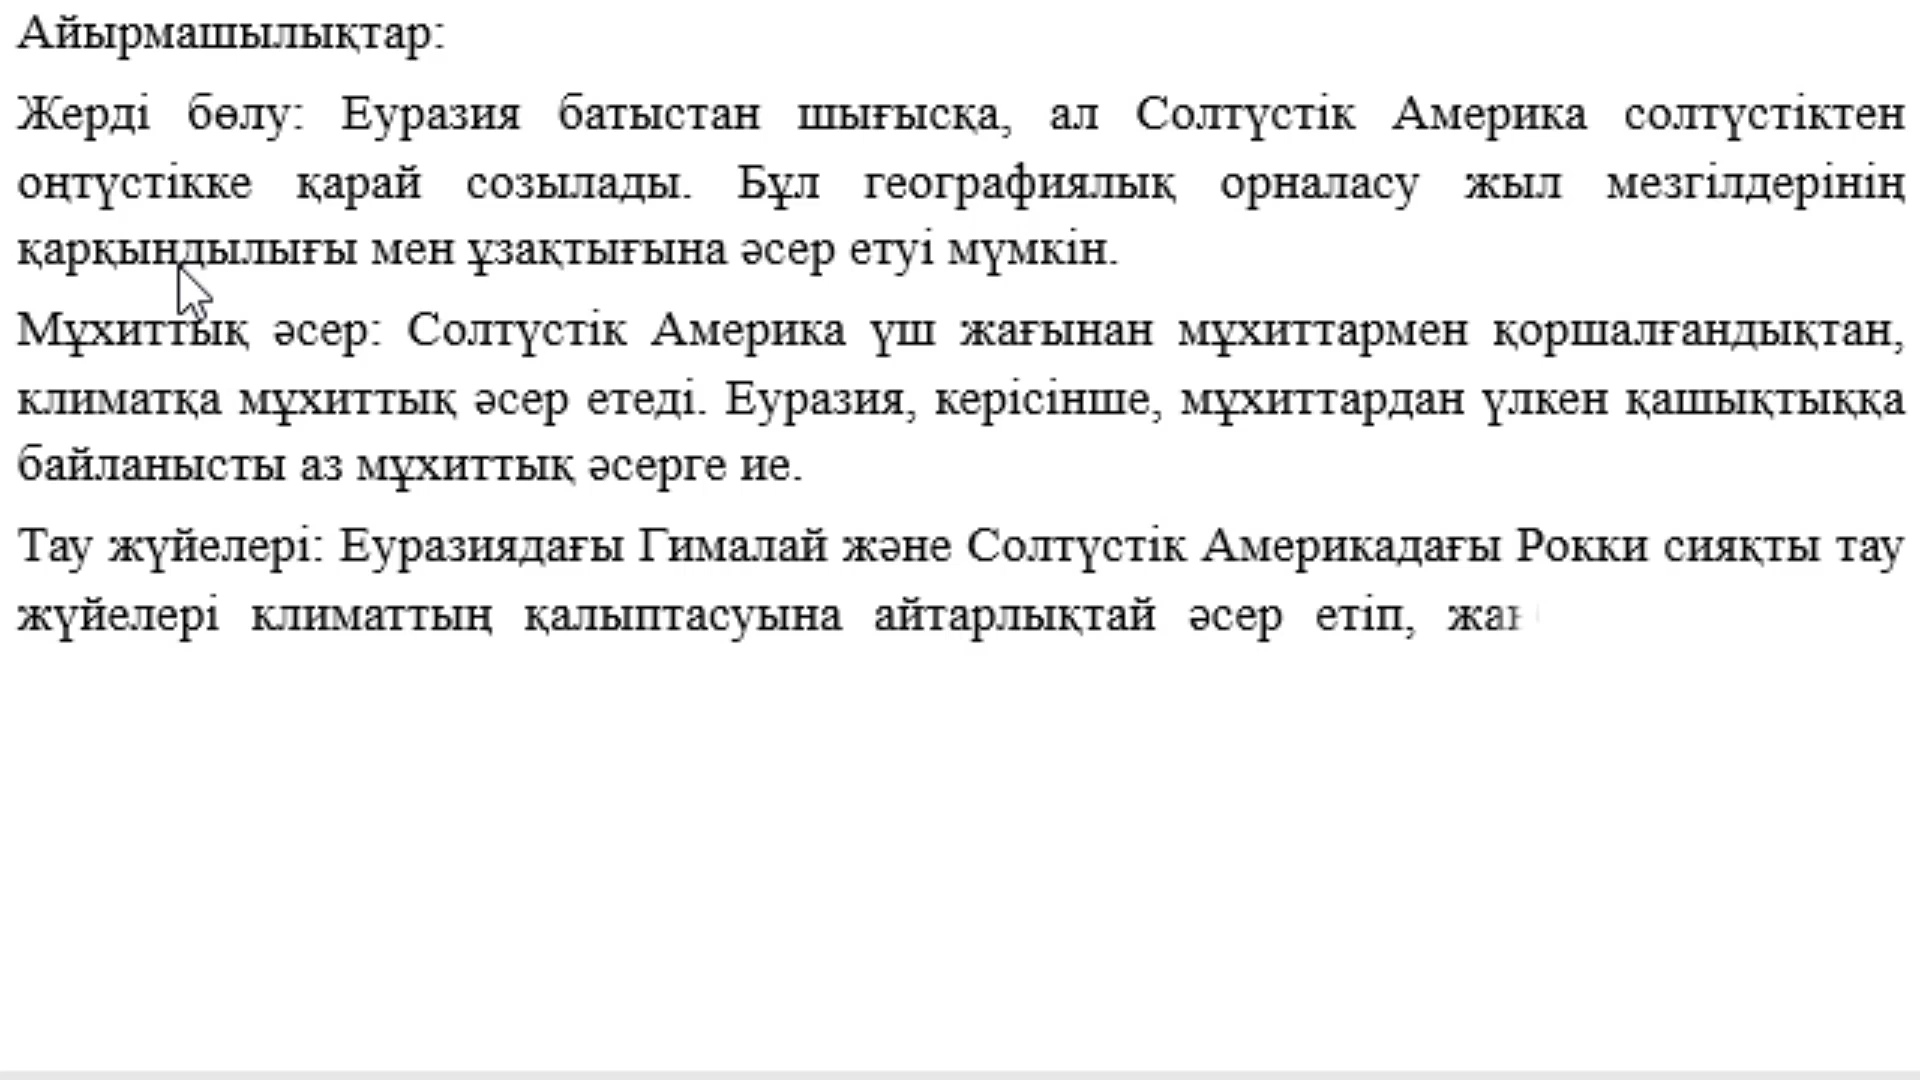 Айырмашылықтар:
Жерді бөлу: Еуразия батыстан шығысқа, ал Солтүстік Америка солтүстіктен
оңтүстікке қарай созылады. Бұл географиялық орналасу жыл мезгілдерінің
қарқындылығы мен ұзақтығына әсер етуі мүмкін.
Мұхиттық әсер: Солтүстік Америка үш жағынан мұхиттармен қоршалғандықтан,
климатқа мұхиттық әсер етеді. Еуразия, керісінше, мұхиттардан үлкен қашықтыққа
байланысты аз мұхиттық әсерге ие.
Тау жүйелері: Еуразиядағы Гималай және Солтүстік Америкадағы Рокки сияқты тау
жүйелері климаттың қалыптасуына айтарлықтай әсер етіп,